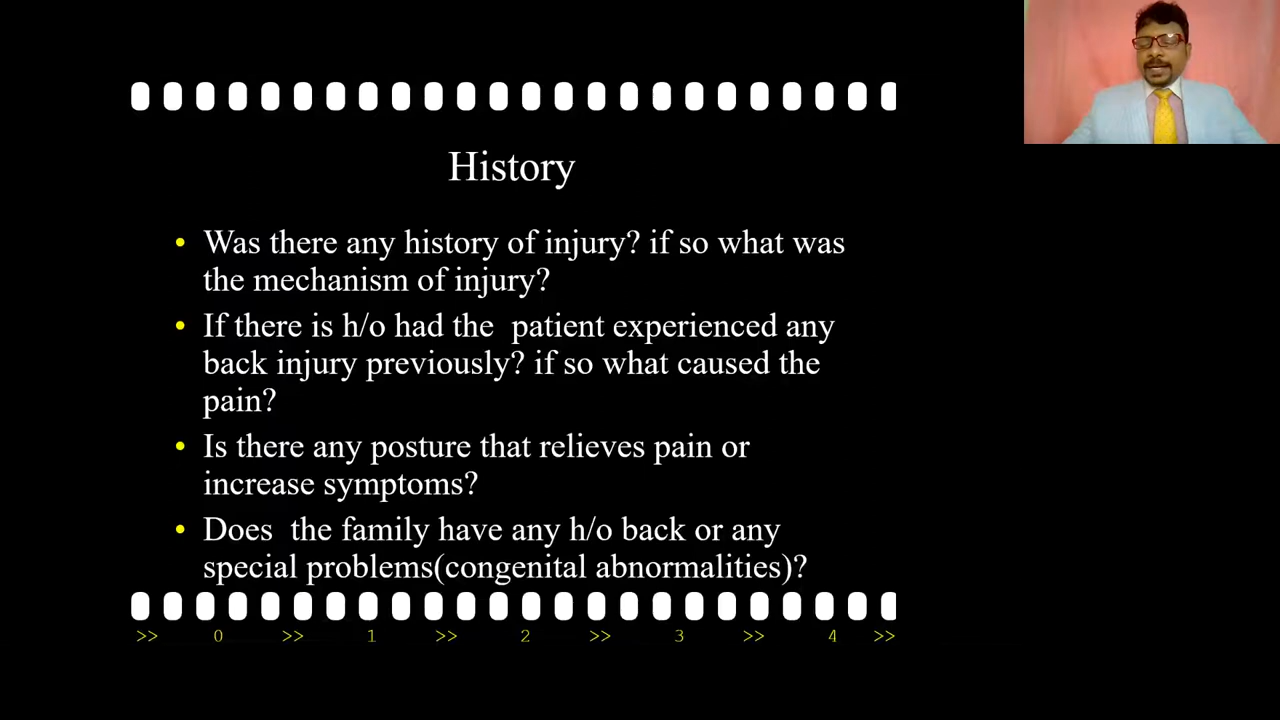 History
• Was there any history of injury? if so what was
the mechanism of injury?
• If there is h/o had the  patient experienced any
back injury previously? if so what caused the
pain?
• Is there any posture that relieves pain or
increase symptoms?
• Does  the family have any h/o back or any
special problems(congenital abnormalities)?
>> 0 >> 1 >> 2 >> 3 >> 4 >>